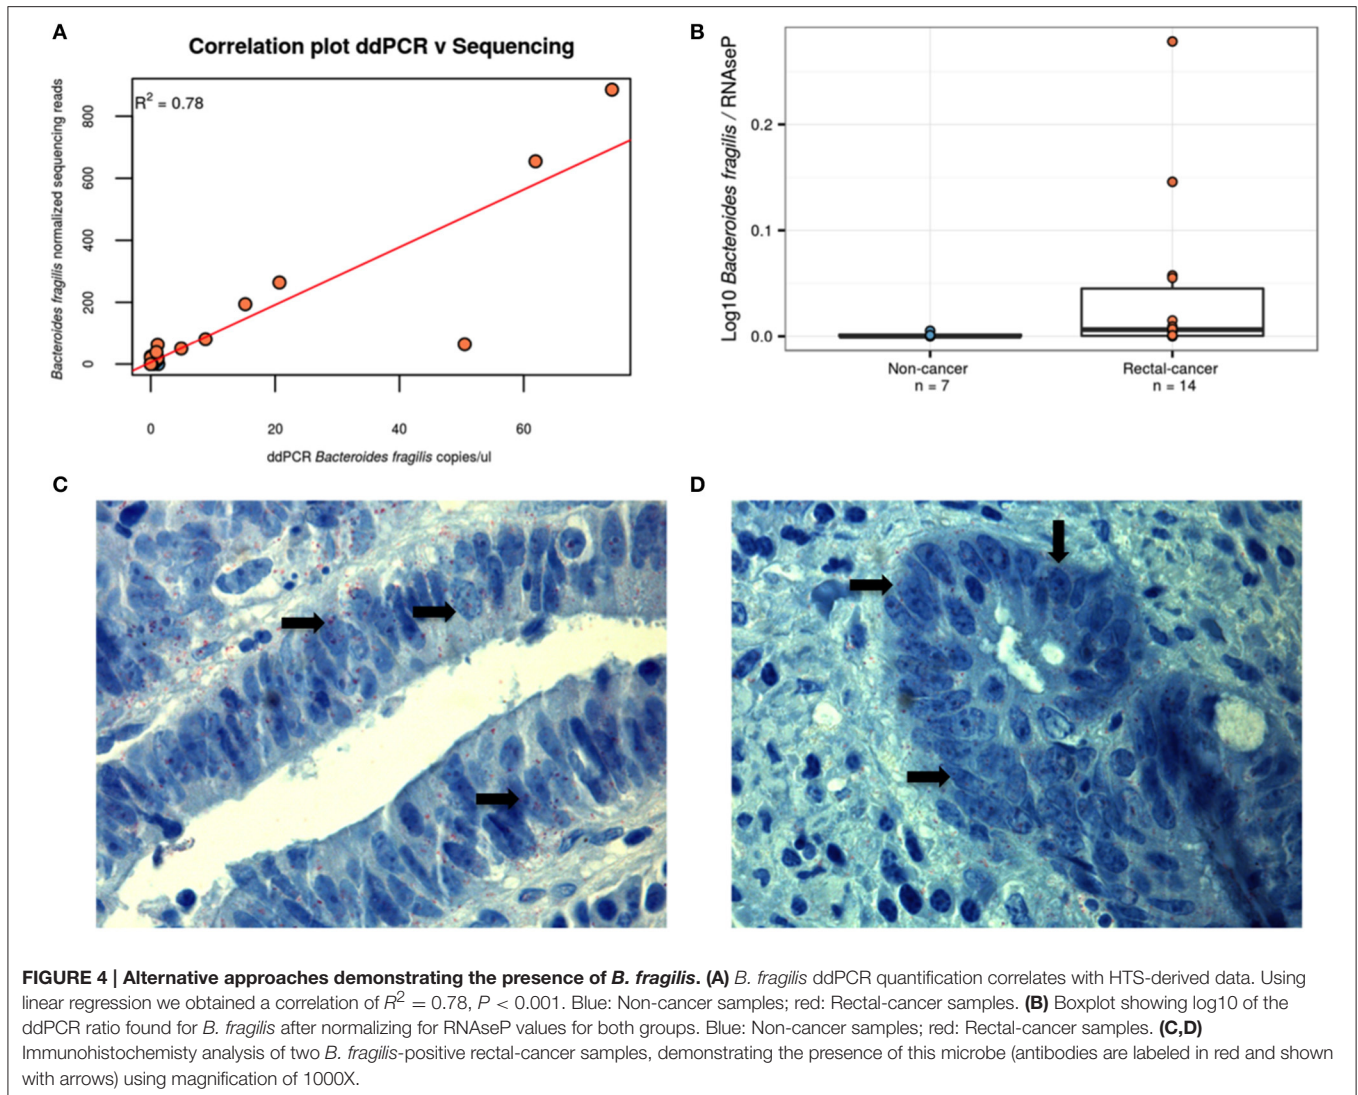 A
Correlation plot ddPCR v Sequencing
R2 = 0.78
Bacteroides fragilis normalized sequencing reads
800
600
400
200
0
0 20 40 60
ddPCR Bacteroides fragilis copies/ul
B
Log10 Bacteroides fragilis / RNAseP
0.2
0.1
0.0
Non-cancer Rectal-cancer
n = 7 n = 14
C
D
FIGURE 4 | Alternative approaches demonstrating the presence of B. fragilis. (A) B. fragilis ddPCR quantification correlates with HTS-derived data. Using
linear regression we obtained a correlation of R2 = 0.78, P < 0.001. Blue: Non-cancer samples; red: Rectal-cancer samples. (B) Boxplot showing log10 of the
ddPCR ratio found for B. fragilis after normalizing for RNAseP values for both groups. Blue: Non-cancer samples; red: Rectal-cancer samples. (C,D)
Immunohistochemisty analysis of two B. fragilis-positive rectal-cancer samples, demonstrating the presence of this microbe (antibodies are labeled in red and shown
with arrows) using magnification of 1000X.